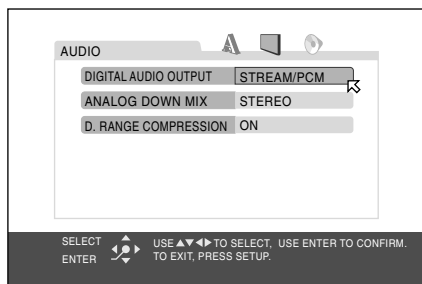 AUDIO
DIGITAL AUDIO OUTPUT STREAM/PCM
ANALOG DOWN MIX STEREO
D. RANGE COMPRESSION ON
SELECT
ENTER
USE ▲▼◀▶ TO SELECT, USE ENTER TO CONFIRM.
TO EXIT, PRESS SETUP.